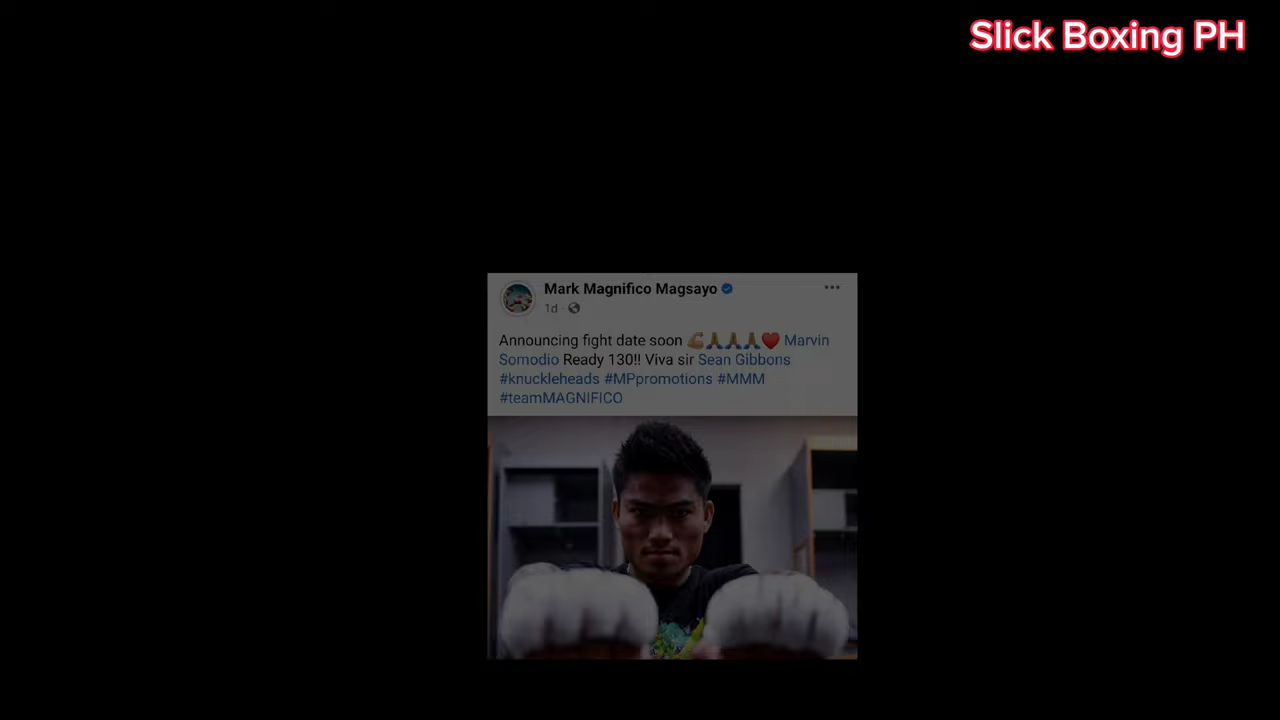 Slick Boxing PH
Mark Magnifico Magsayo
1d ·
Announcing fight date soon 💪🙏🙏🙏❤️ Marvin
Somodio Ready 130!! Viva sir Sean Gibbons
#knuckleheads #MPpromotions #MMM
#teamMAGNIFICO